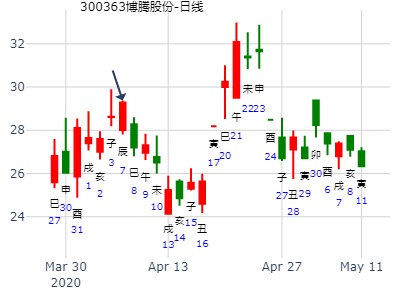 300363博腾股份-日线
32
30
28
26
24
巳
27
申
30
酉
31
戌
1
亥
2
子
3
辰
7
巳
8
午
9
未
10
戌
13
亥
14
子
15
丑
16
寅
17
巳
20
午
21
未
22
申
23
酉
24
子
27
丑
28
寅
29
卯
30
酉
6
戌
7
亥
8
寅
11
Mar 30
2020
Apr 13
Apr 27
May 11